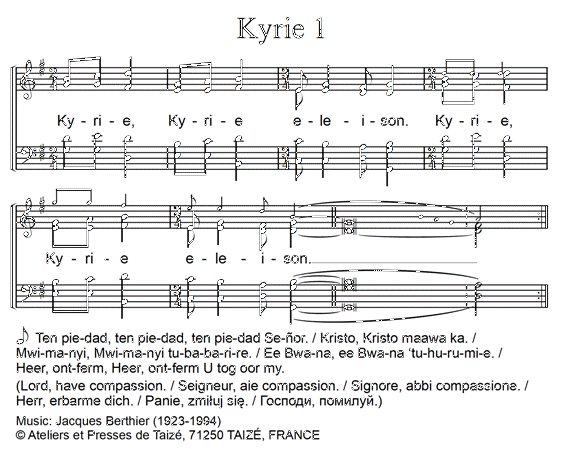 Kyrie 1
Ky - ri - e, Ky - ri - e e - le - i - son. Ky - ri - e,
Ky - ri - e e - le - i - son.
Ten pie-dad, ten pie-dad, ten pie-dad Se-ñor. / Kristo, Kristo maawa ka. /
Mwi-ma-nyi, Mwi-ma-nyi tu-ba-ba-ri-re. / Ee Bwa-na, ee Bwa-na ‘tu-hu-ru-mi-e. /
Heer, ont-ferm, Heer, ont-ferm U tog oor my.
(Lord, have compassion. / Seigneur, aie compassion. / Signore, abbi compassione. /
Herr, erbarme dich. / Panie, zmiłuj się. / Господи, помилуй.)
Music: Jacques Berthier (1923-1994)
© Ateliers et Presses de Taizé, 71250 TAIZÉ, FRANCE